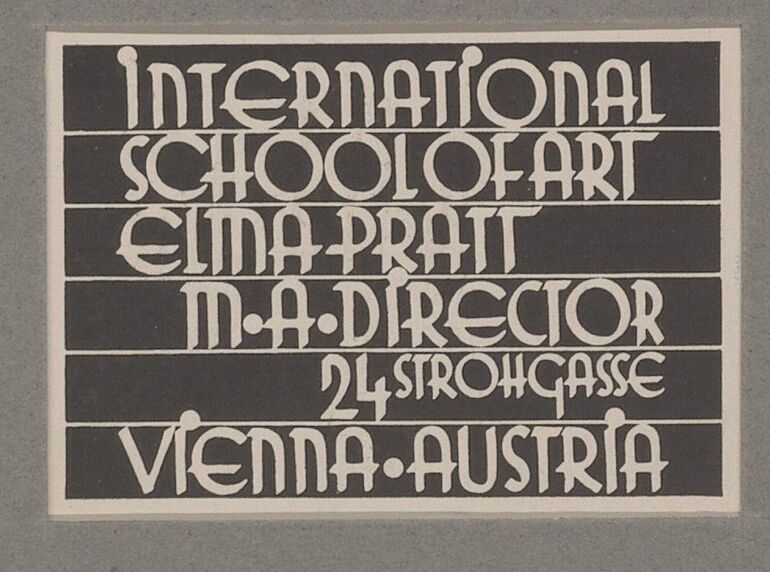 INTERNATIONAL
SCHOOL OF ART
ELMA PRATT
M·A·DIRECTOR
24 STROHGASSE
VIENNA·AUSTRIA